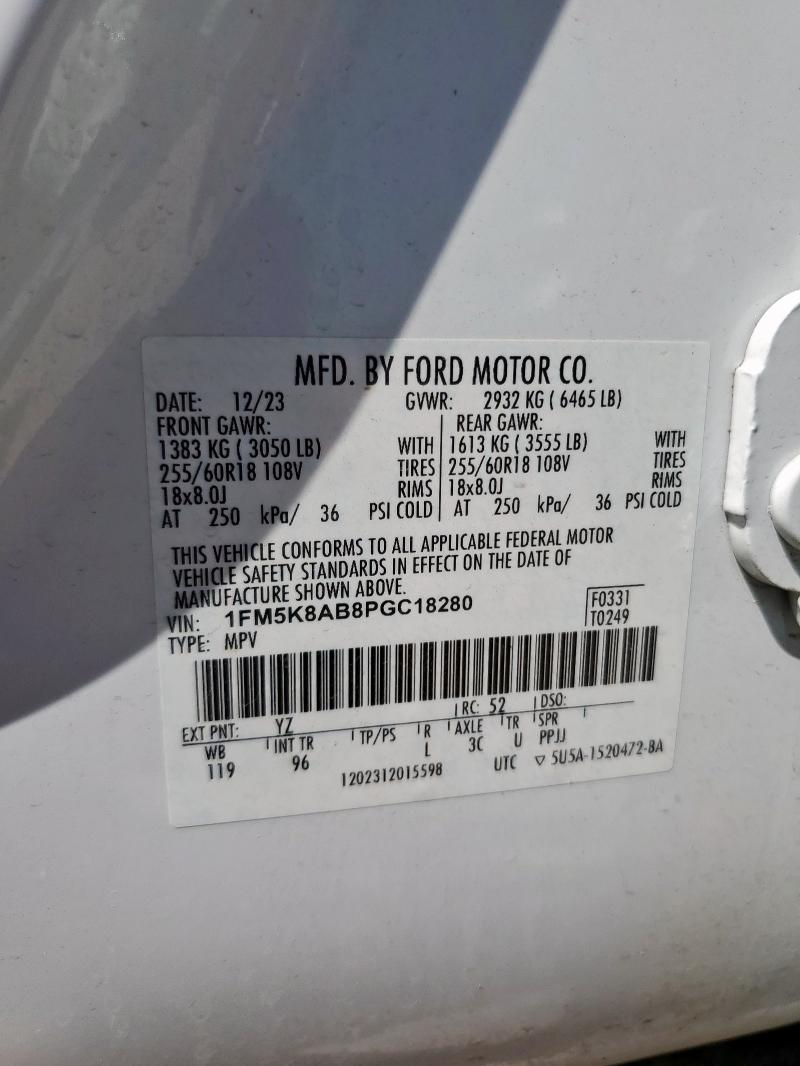 MFD. BY FORD MOTOR CO.
DATE: 12/23 GVWR: 2932 KG ( 6465 LB)
FRONT GAWR: REAR GAWR:
1383 KG ( 3050 LB) WITH 1613 KG ( 3555 LB) WITH
255/60R18 108V TIRES 255/60R18 108V TIRES
18x8.0J RIMS 18x8.0J RIMS
AT 250 kPa/ 36 PSI COLD AT 250 kPa/ 36 PSI COLD
THIS VEHICLE CONFORMS TO ALL APPLICABLE FEDERAL MOTOR
VEHICLE SAFETY STANDARDS IN EFFECT ON THE DATE OF
MANUFACTURE SHOWN ABOVE.
VIN: 1FM5K8AB8PGC18280 F0331
TYPE: MPV T0249
EXT PNT: YZ RC: 52 DSO:
WB INT TR TP/PS R AXLE TR SPR
119 96 L 3C U PPJJ
1202312015598 UTC ▽ 5U5A-1520472-BA